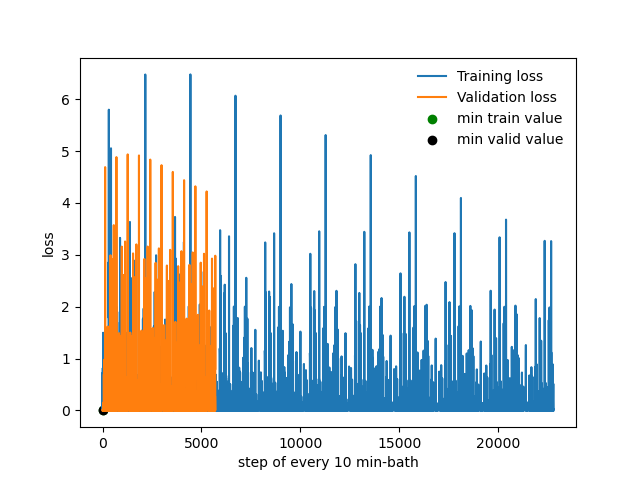 Training loss
Validation loss
min train value
min valid value
6
5
4
3
2
1
0
loss
0 5000 10000 15000 20000
step of every 10 min-bath